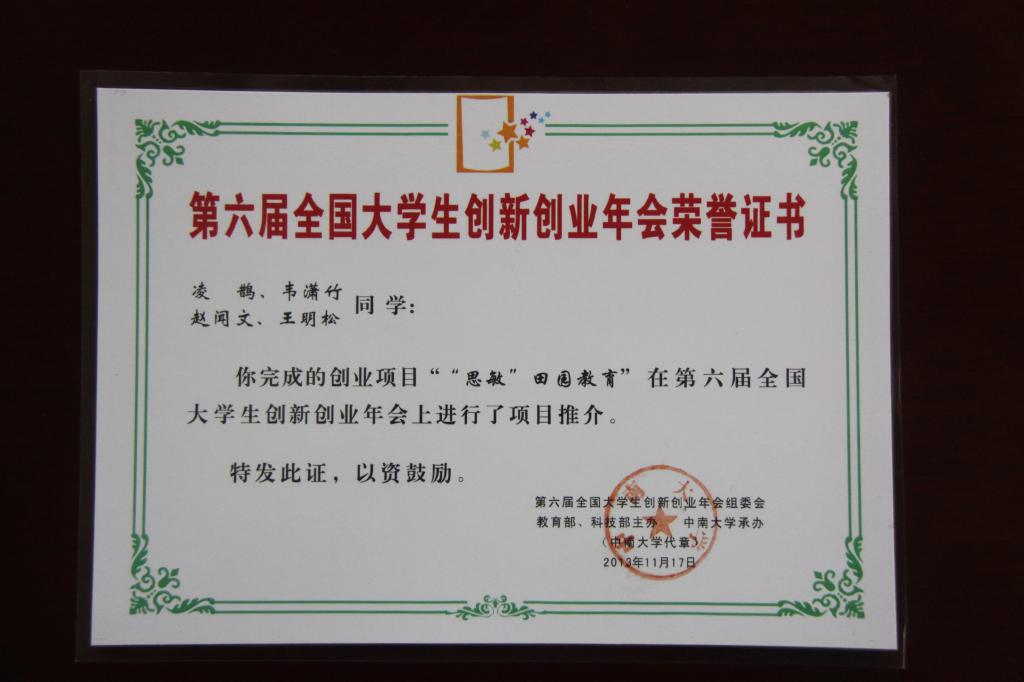 第六届全国大学生创新创业年会荣誉证书
凌 鹊、韦潇竹
赵闻文、王明松 同学：
你完成的创业项目““思敏”田园教育”在第六届全国
大学生创新创业年会上进行了项目推介。
特发此证，以资鼓励。
第六届全国大学生创新创业年会组委会
教育部、科技部主办 中南大学承办
（中南大学代章）
2013年11月17日
中南大学